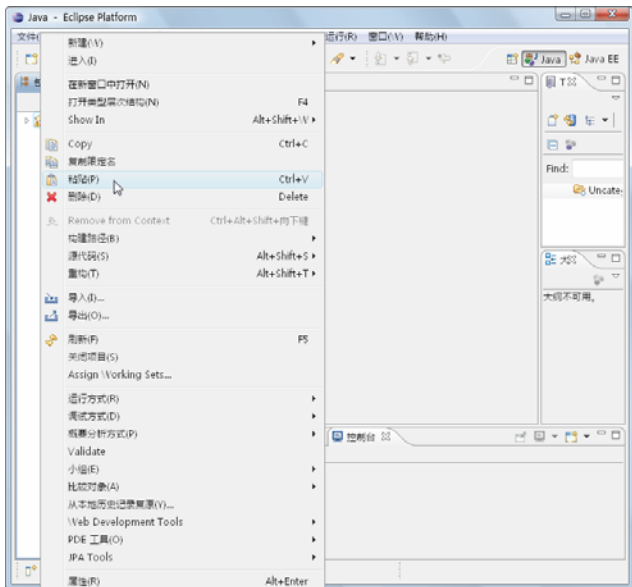 Java - Eclipse Platform
文件(
运行(R) 窗口(W) 帮助(H)
Java
Java EE
新建(W)
进入(I)
在新窗口中打开(N)
打开类型层次结构(N) F4
Show In Alt+Shift+W
Copy Ctrl+C
复制限定名
粘贴(P) Ctrl+V
删除(D) Delete
Remove from Context Ctrl+Alt+Shift+向下键
构建路径(B)
源代码(S) Alt+Shift+S
重构(T) Alt+Shift+T
导入(I)...
导出(O)...
刷新(F) F5
关闭项目(S)
Assign Working Sets...
运行方式(R)
调试方式(D)
概要分析方式(P)
Validate
小组(E)
比较对象(A)
从本地历史记录复原(Y)...
Web Development Tools
PDE 工具(O)
JPA Tools
属性(R) Alt+Enter
包
T
Find:
Uncate
大
大纲不可用。
控制台